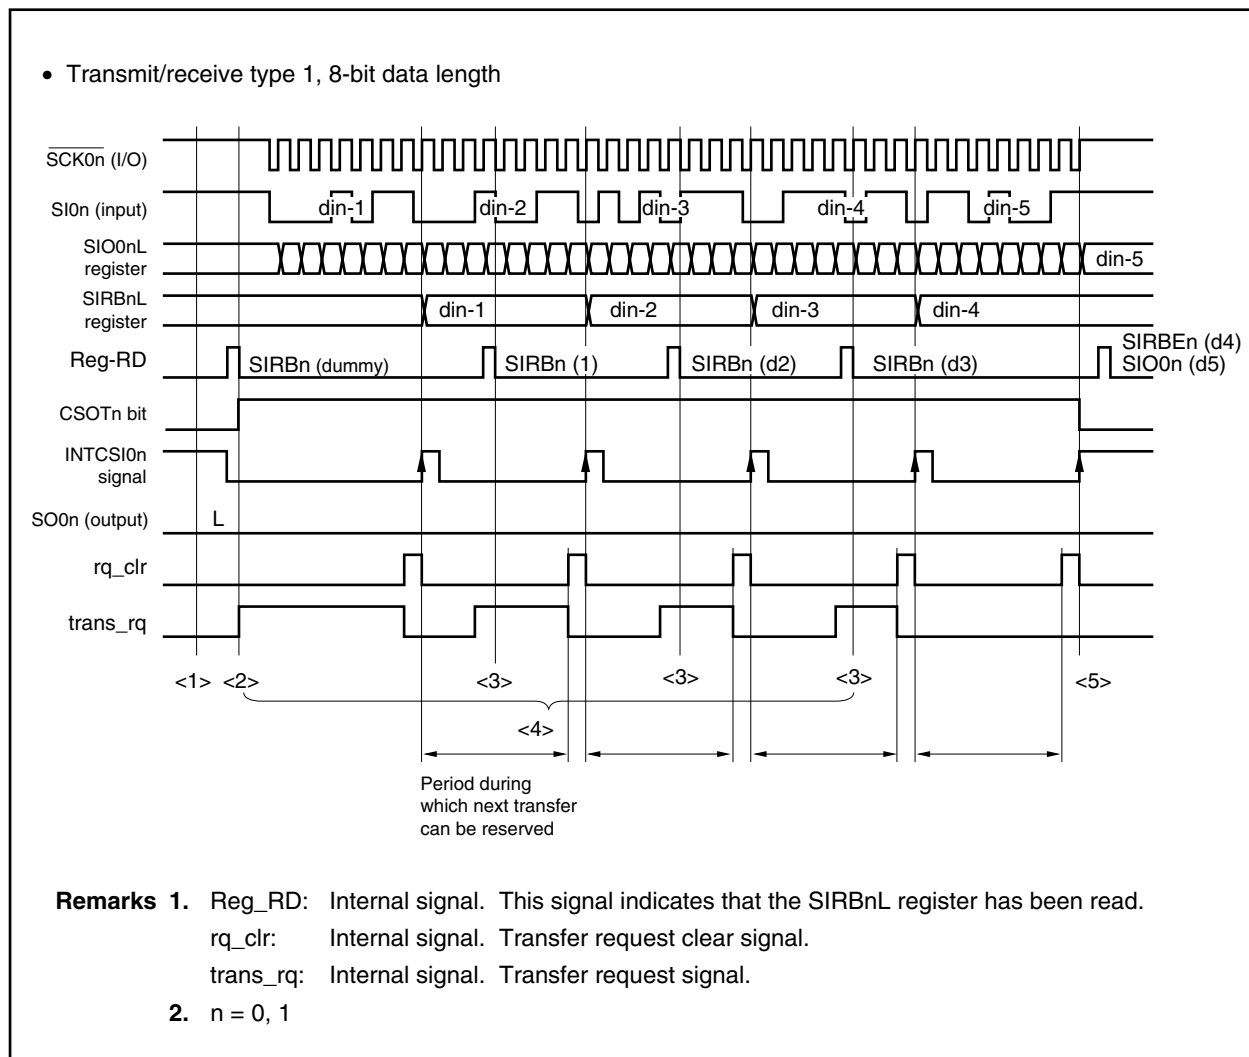 • Transmit/receive type 1, 8-bit data length
SCK0n (I/O)
SI0n (input) din-1 din-2 din-3 din-4 din-5
SIO0nL
register
din-5
SIRBnL
register
din-1 din-2 din-3 din-4
Reg-RD SIRBn (dummy) SIRBn (1) SIRBn (d2) SIRBn (d3)
SIRBEn (d4)
SIO0n (d5)
CSOTn bit
INTCSI0n
signal
SO0n (output) L
rq_clr
trans_rq
<1> <2> <3> <3> <3> <5>
<4>
Period during
which next transfer
can be reserved
Remarks 1. Reg_RD: Internal signal. This signal indicates that the SIRBnL register has been read.
rq_clr: Internal signal. Transfer request clear signal.
trans_rq: Internal signal. Transfer request signal.
2. n = 0, 1